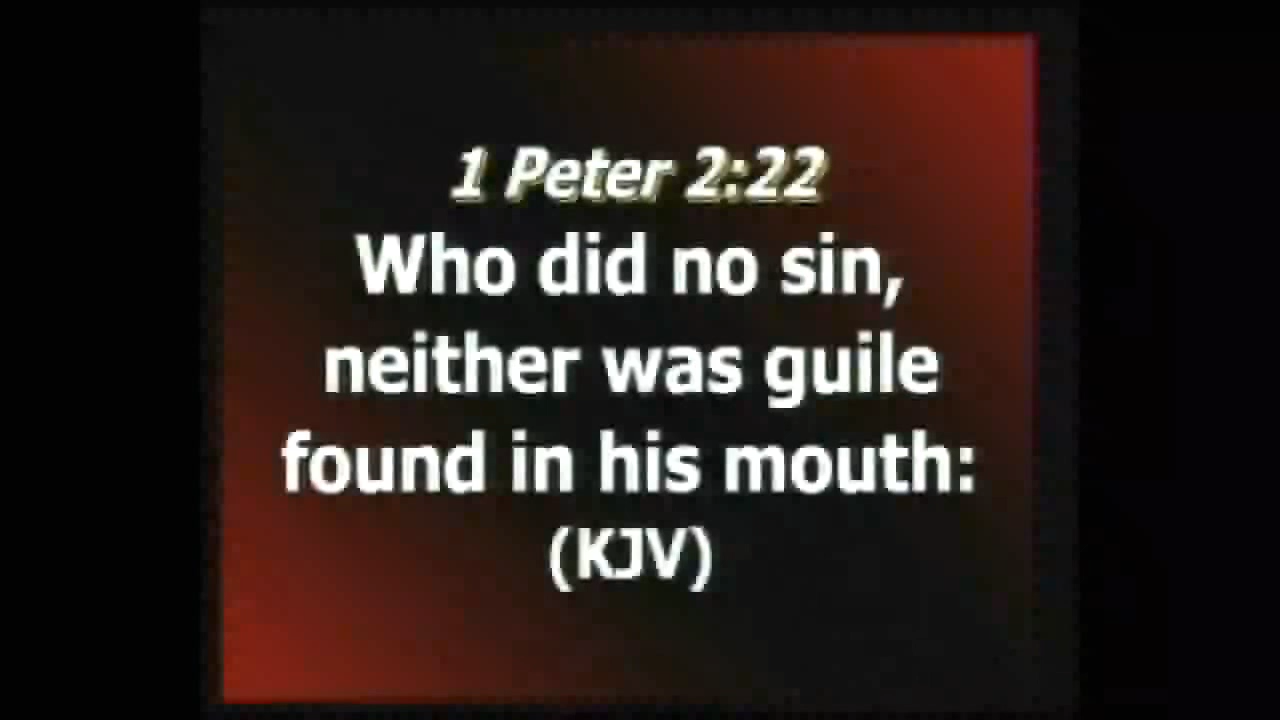 1 Peter 2:22
Who did no sin,
neither was guile
found in his mouth:
(KJV)